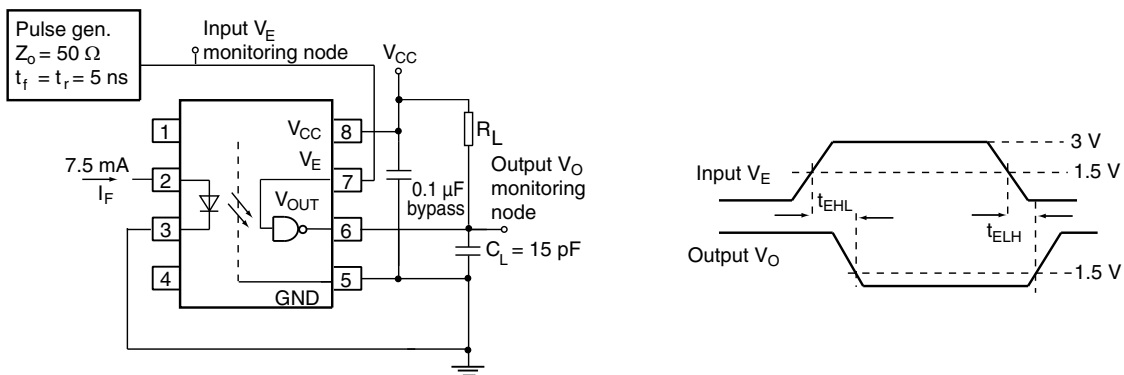 Pulse gen.
Zo = 50 Ω
tf = tr = 5 ns
Input VE
monitoring node
VCC
1
VCC
8
RL
VE
7.5 mA
IF
2
7
Output VO
monitoring
node
0.1 µF
bypass
VOUT
3
6
CL = 15 pF
4
5
GND
3 V
Input VE
1.5 V
tEHL
tELH
Output VO
1.5 V